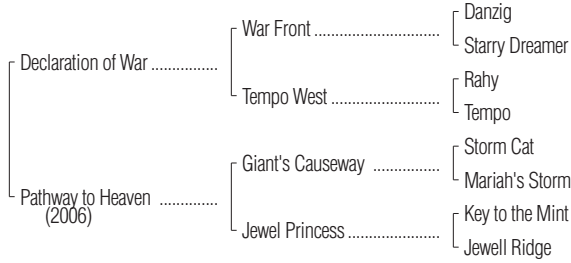 Danzig
War Front ..............................
Starry Dreamer
Declaration of War ................
Rahy
Tempo West ..........................
Tempo
Storm Cat
Giant's Causeway ................
Mariah's Storm
Pathway to Heaven ..............
(2006)
Key to the Mint
Jewel Princess ......................
Jewell Ridge